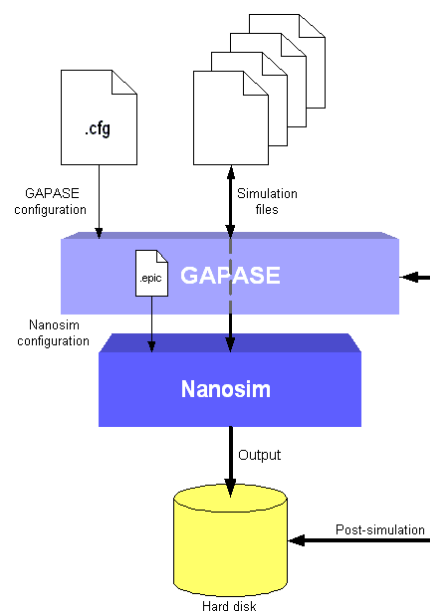 .cfg
GAPASE
configuration
Simulation
files
GAPASE
.epic
Nanosim
configuration
Nanosim
Output
Post-simulation
Hard disk